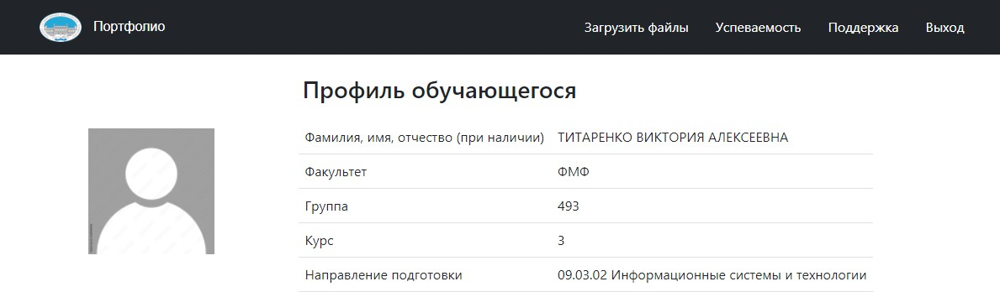 Портфолио
Загрузить файлы
Успеваемость
Поддержка
Выход
Профиль обучающегося
Фамилия, имя, отчество (при наличии) ТИТАРЕНКО ВИКТОРИЯ АЛЕКСЕЕВНА
Факультет ФМФ
Группа 493
Курс 3
Направление подготовки 09.03.02 Информационные системы и технологии